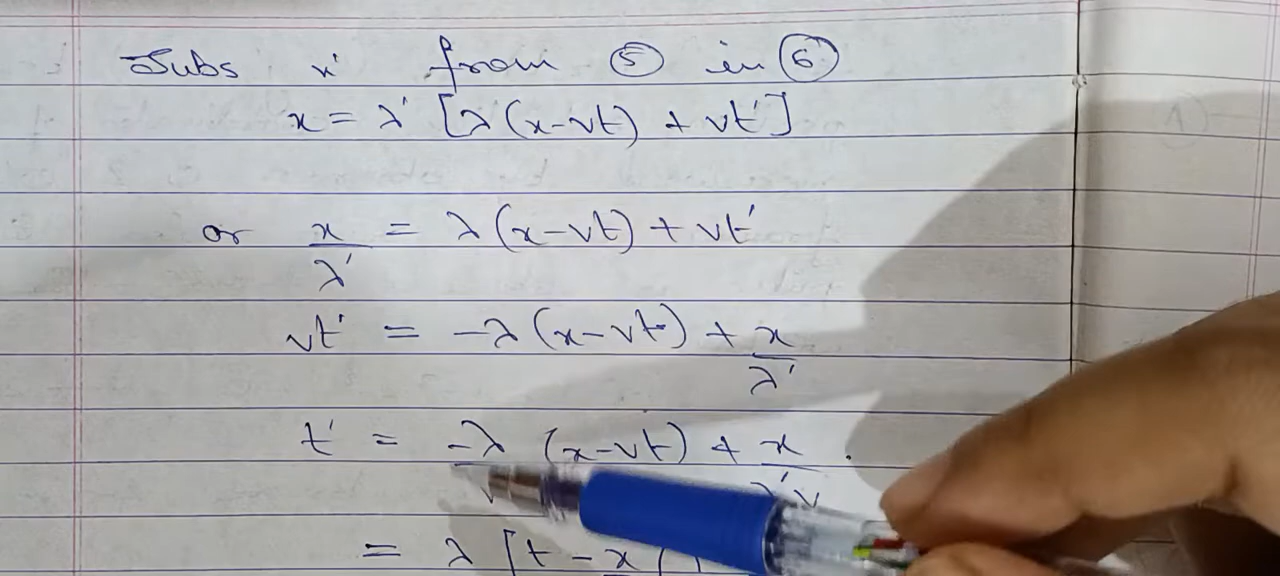 Subs x' from ⑤ in ⑥
x = λ' [λ(x-vt) + vt']
or x/λ' = λ(x-vt) + vt'
vt' = -λ(x-vt) + x/λ'
t' = -λ/v (x-vt) + x/λ'v .
= λ [t - x